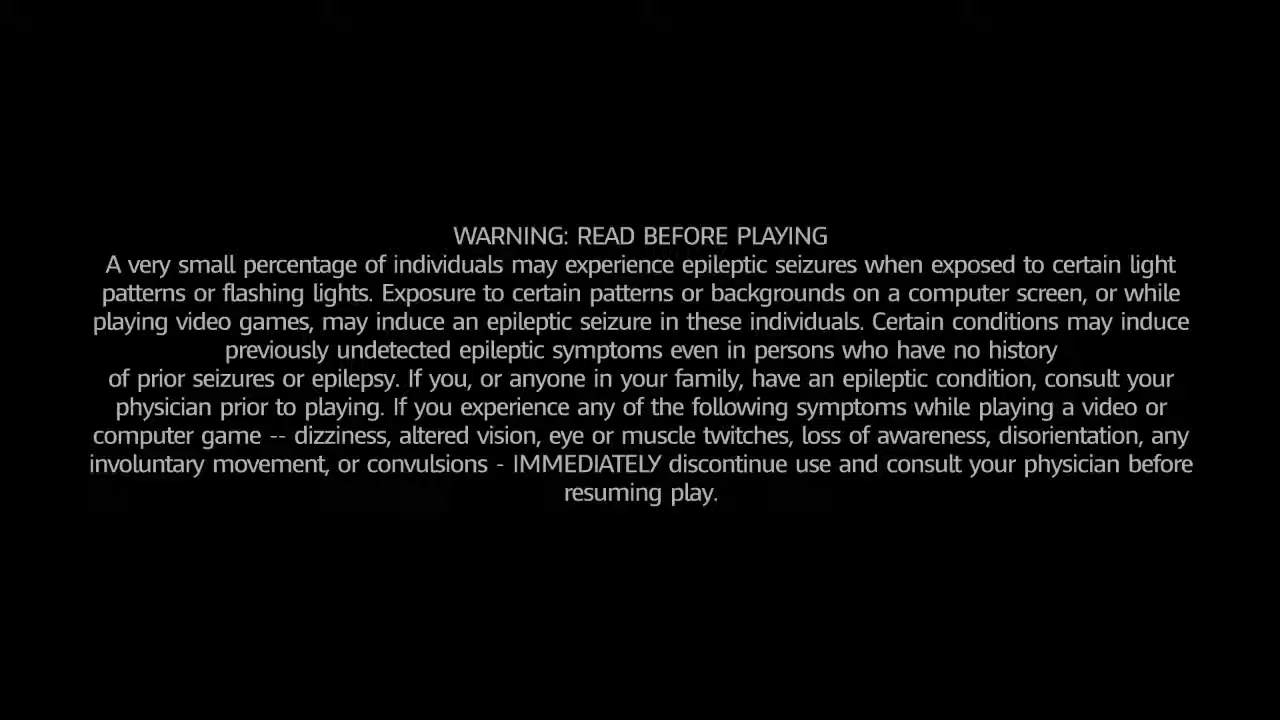 WARNING: READ BEFORE PLAYING
A very small percentage of individuals may experience epileptic seizures when exposed to certain light
patterns or flashing lights. Exposure to certain patterns or backgrounds on a computer screen, or while
playing video games, may induce an epileptic seizure in these individuals. Certain conditions may induce
previously undetected epileptic symptoms even in persons who have no history
of prior seizures or epilepsy. If you, or anyone in your family, have an epileptic condition, consult your
physician prior to playing. If you experience any of the following symptoms while playing a video or
computer game -- dizziness, altered vision, eye or muscle twitches, loss of awareness, disorientation, any
involuntary movement, or convulsions - IMMEDIATELY discontinue use and consult your physician before
resuming play.